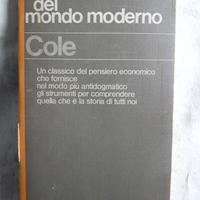 del
mondo moderno
Cole
Un classico del pensiero economico
che fornisce
nel modo più antidogmatico
gli strumenti per comprendere
quella che è la storia di tutti noi